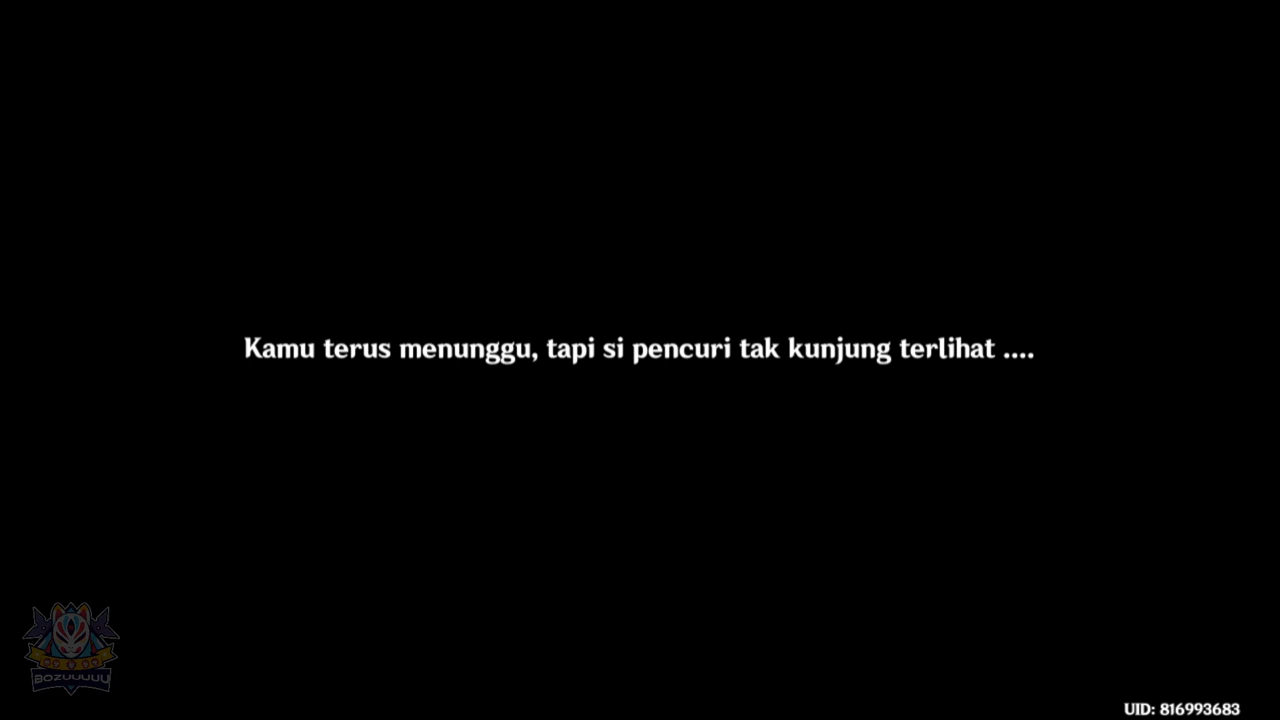 Kamu terus menunggu, tapi si pencuri tak kunjung terlihat ....
BOZUUUUU
UID: 816993683